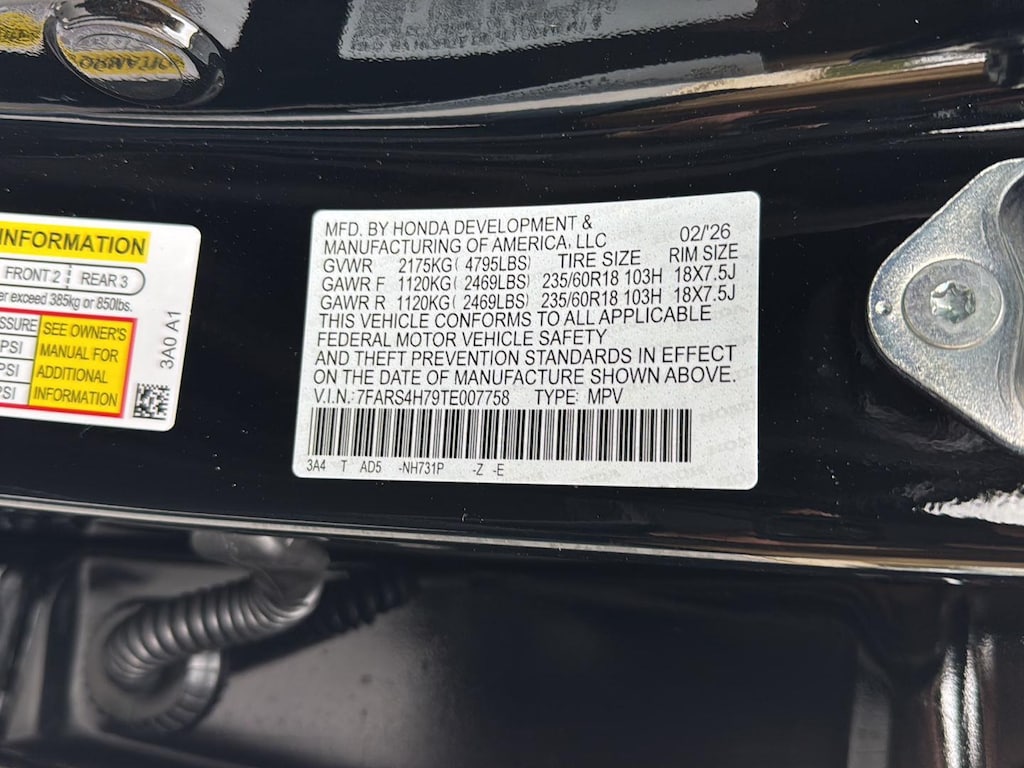 INFORMATION
FRONT 2 REAR 3
exceed 385kg or 850lbs.
SEE OWNER'S
MANUAL FOR
ADDITIONAL
INFORMATION
PSI
PSI
PSI
3A0 A1
MFD. BY HONDA DEVELOPMENT &
MANUFACTURING OF AMERICA, LLC 02/'26
GVWR 2175KG( 4795LBS) TIRE SIZE RIM SIZE
GAWR F 1120KG( 2469LBS) 235/60R18 103H 18X7.5J
GAWR R 1120KG( 2469LBS) 235/60R18 103H 18X7.5J
THIS VEHICLE CONFORMS TO ALL APPLICABLE
FEDERAL MOTOR VEHICLE SAFETY
AND THEFT PREVENTION STANDARDS IN EFFECT
ON THE DATE OF MANUFACTURE SHOWN ABOVE.
V.I.N.:7FARS4H79TE007758 TYPE: MPV
3A4 T AD5 -NH731P -Z -E